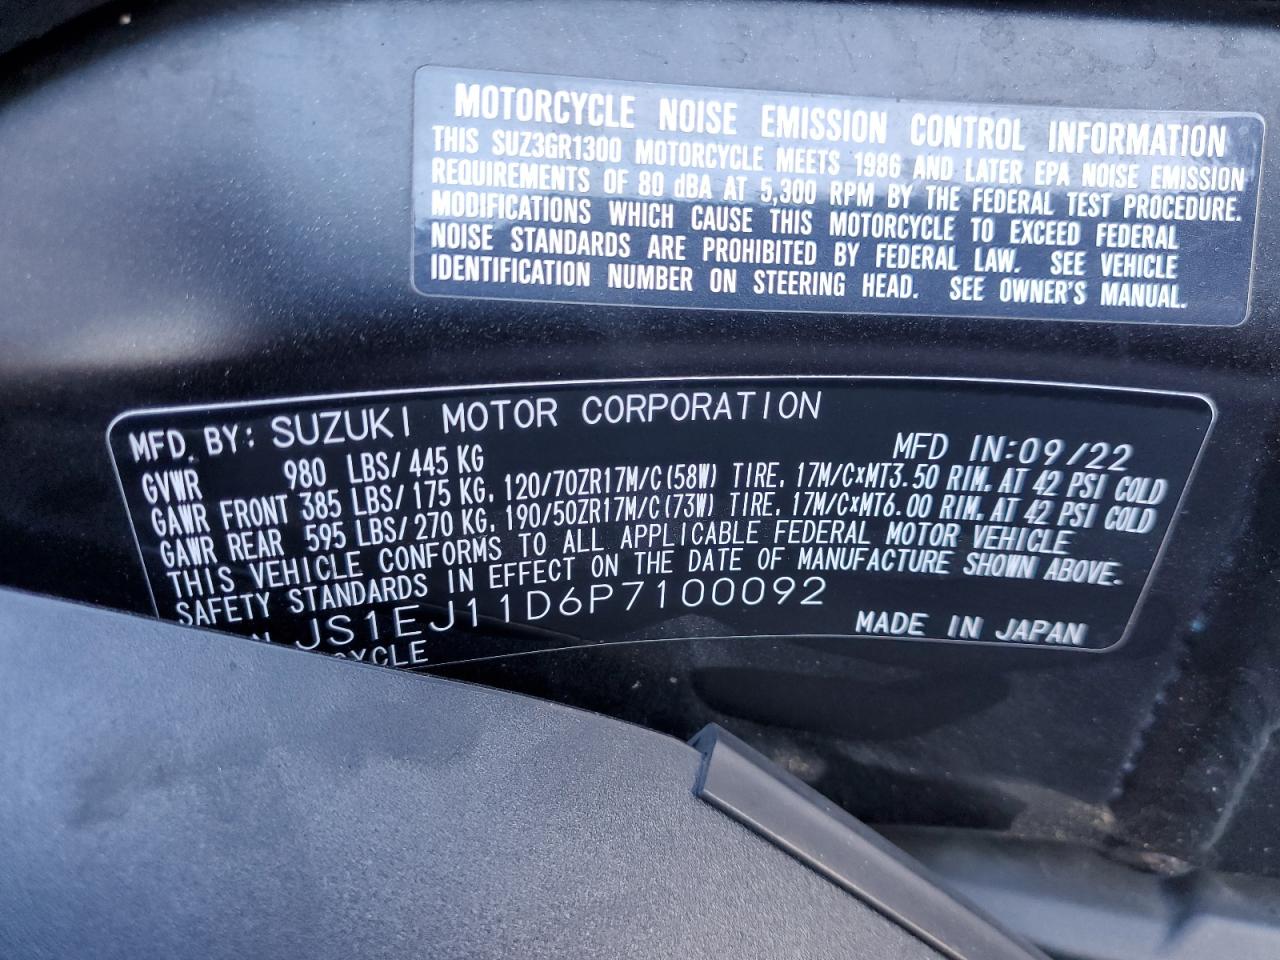 MOTORCYCLE NOISE EMISSION CONTROL INFORMATION
THIS SUZ3GR1300 MOTORCYCLE MEETS 1986 AND LATER EPA NOISE EMISSION
REQUIREMENTS OF 80 dBA AT 5,300 RPM BY THE FEDERAL TEST PROCEDURE.
MODIFICATIONS WHICH CAUSE THIS MOTORCYCLE TO EXCEED FEDERAL
NOISE STANDARDS ARE PROHIBITED BY FEDERAL LAW. SEE VEHICLE
IDENTIFICATION NUMBER ON STEERING HEAD. SEE OWNER'S MANUAL.
MFD. BY: SUZUKI MOTOR CORPORATION
MFD IN:09/22
GVWR 980 LBS/ 445 KG
GAWR FRONT 385 LBS/ 175 KG, 120/70ZR17M/C(58W) TIRE, 17M/CxMT3.50 RIM, AT 42 PSI COLD
GAWR REAR 595 LBS/ 270 KG, 190/50ZR17M/C(73W) TIRE, 17M/CxMT6.00 RIM, AT 42 PSI COLD
THIS VEHICLE CONFORMS TO ALL APPLICABLE FEDERAL MOTOR VEHICLE
SAFETY STANDARDS IN EFFECT ON THE DATE OF MANUFACTURE SHOWN ABOVE.
JS1EJ11D6P7100092
MADE IN JAPAN